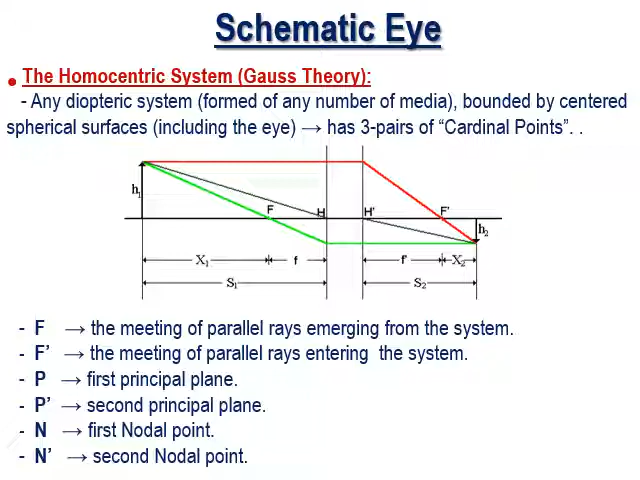 Schematic Eye
• The Homocentric System (Gauss Theory):
- Any dioptric system (formed of any number of media), bounded by centered
spherical surfaces (including the eye) → has 3-pairs of “Cardinal Points”. .
h1
F
H
H'
F'
h2
X1
f
f'
X2
S1
S2
- F → the meeting of parallel rays emerging from the system.
- F’ → the meeting of parallel rays entering the system.
- P → first principal plane.
- P’ → second principal plane.
- N → first Nodal point.
- N’ → second Nodal point.